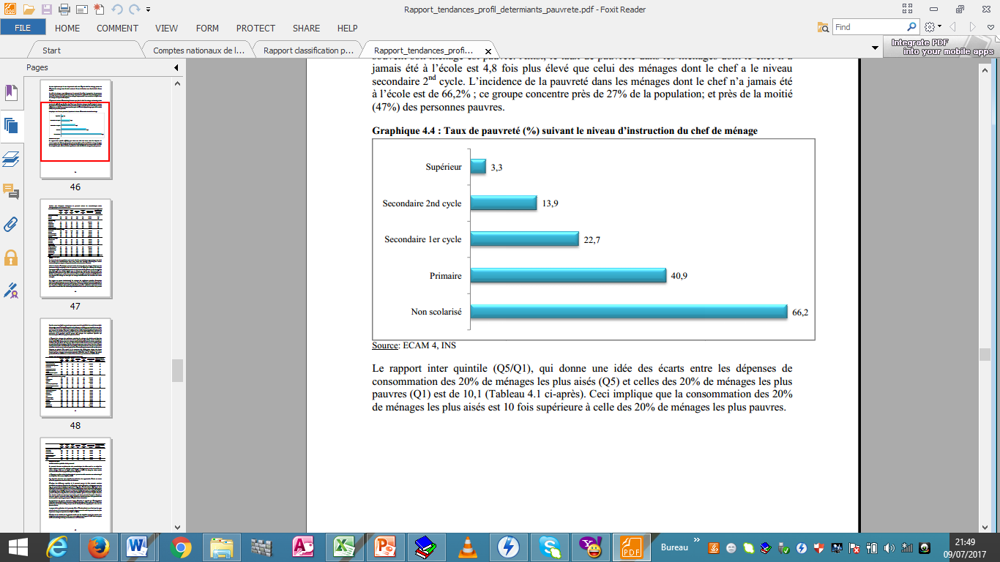 Rapport_tendances_profil_determiants_pauvrete.pdf - Foxit Reader
FILE HOME COMMENT VIEW FORM PROTECT SHARE HELP
Find
Start
Comptes nationaux de l...
Rapport classification p...
Rapport_tendances_profi...
Integrate PDF
into your mobile apps
Pages
46
47
48
jamais été à l'école est 4,8 fois plus élevé que celui des ménages dont le chef a le niveau
secondaire 2nd cycle. L'incidence de la pauvreté dans les ménages dont le chef n'a jamais été
à l'école est de 66,2% ; ce groupe concentre près de 27% de la population; et près de la moitié
(47%) des personnes pauvres.
Graphique 4.4 : Taux de pauvreté (%) suivant le niveau d'instruction du chef de ménage
Supérieur 3,3
Secondaire 2nd cycle 13,9
Secondaire 1er cycle 22,7
Primaire 40,9
Non scolarisé 66,2
Source: ECAM 4, INS
Le rapport inter quintile (Q5/Q1), qui donne une idée des écarts entre les dépenses de
consommation des 20% de ménages les plus aisés (Q5) et celles des 20% de ménages les plus
pauvres (Q1) est de 10,1 (Tableau 4.1 ci-après). Ceci implique que la consommation des 20%
de ménages les plus aisés est 10 fois supérieure à celle des 20% de ménages les plus pauvres.
PDF
Bureau
21:49
09/07/2017